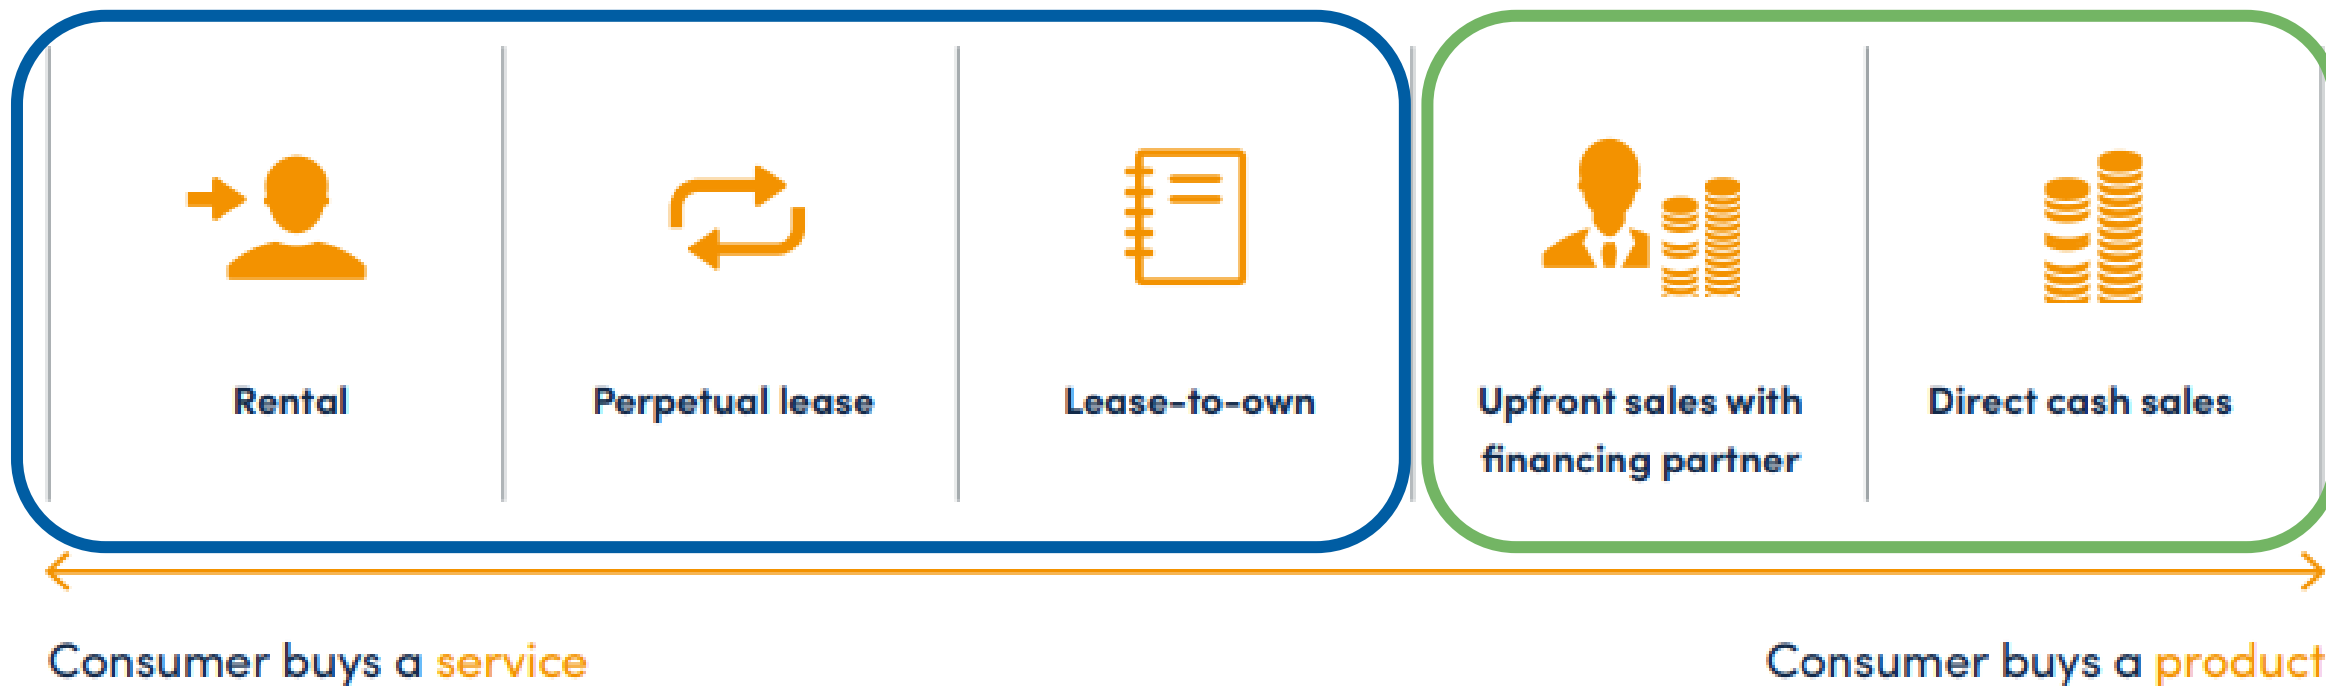 Rental
Perpetual lease
Lease-to-own
Upfront sales with
financing partner
Direct cash sales
Consumer buys a service
Consumer buys a product